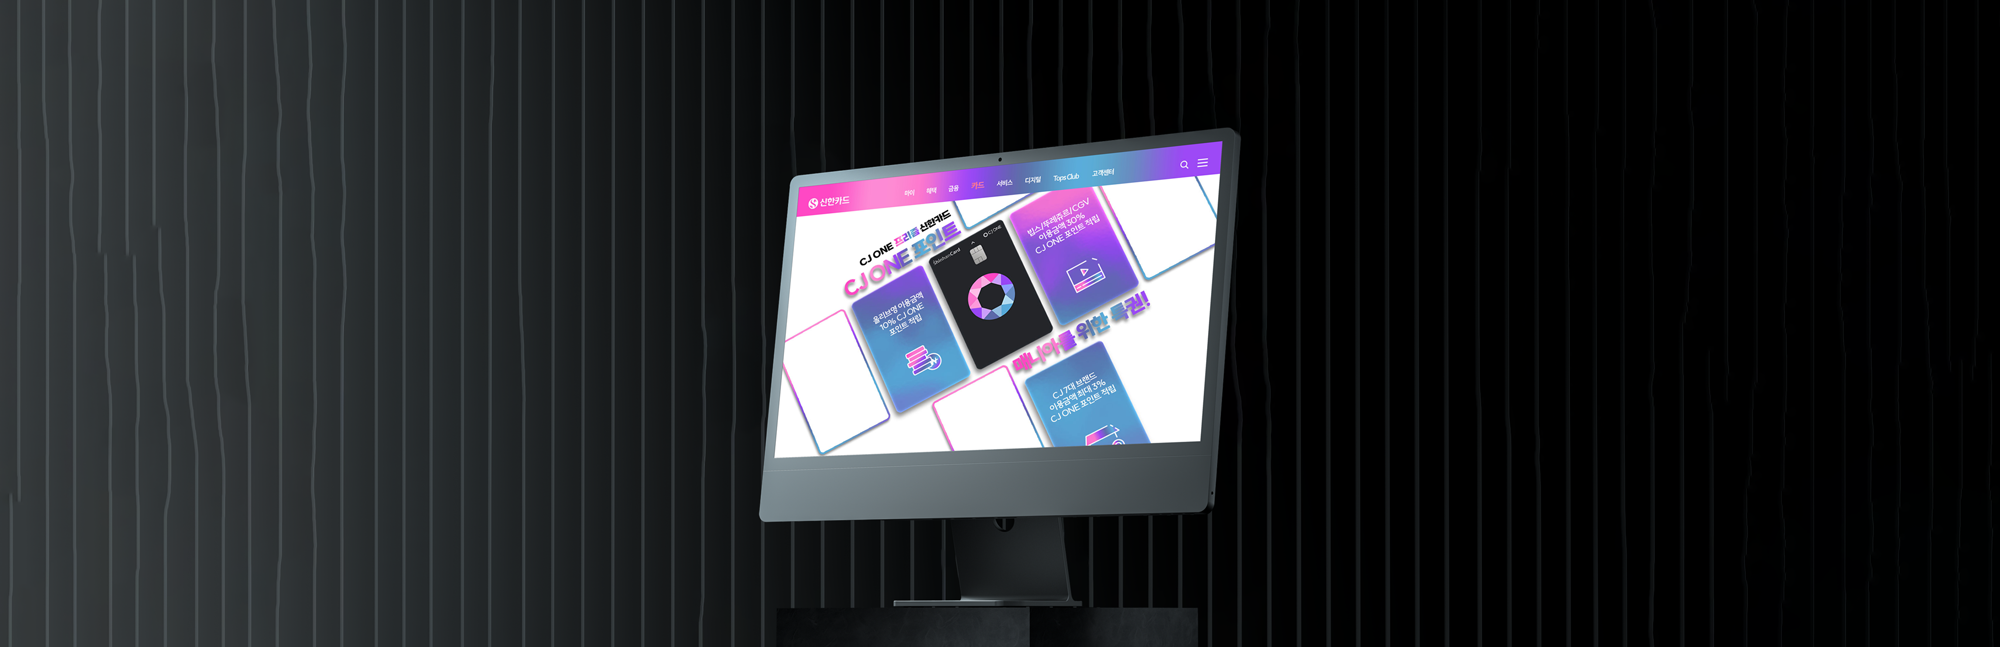 신한카드
마이 혜택 금융 카드 서비스 디지털 Tops Club 고객센터
CJ ONE 프리즘 신한카드
CJ ONE 포인트
올리브영 이용금액
10% CJ ONE
포인트 적립
ShinhanCard
CJ ONE
빕스/뚜레쥬르/CGV
이용금액 30%
CJ ONE 포인트 적립
매니아를 위한 특권!
CJ 7대 브랜드
이용금액 최대 3%
CJ ONE 포인트 적립